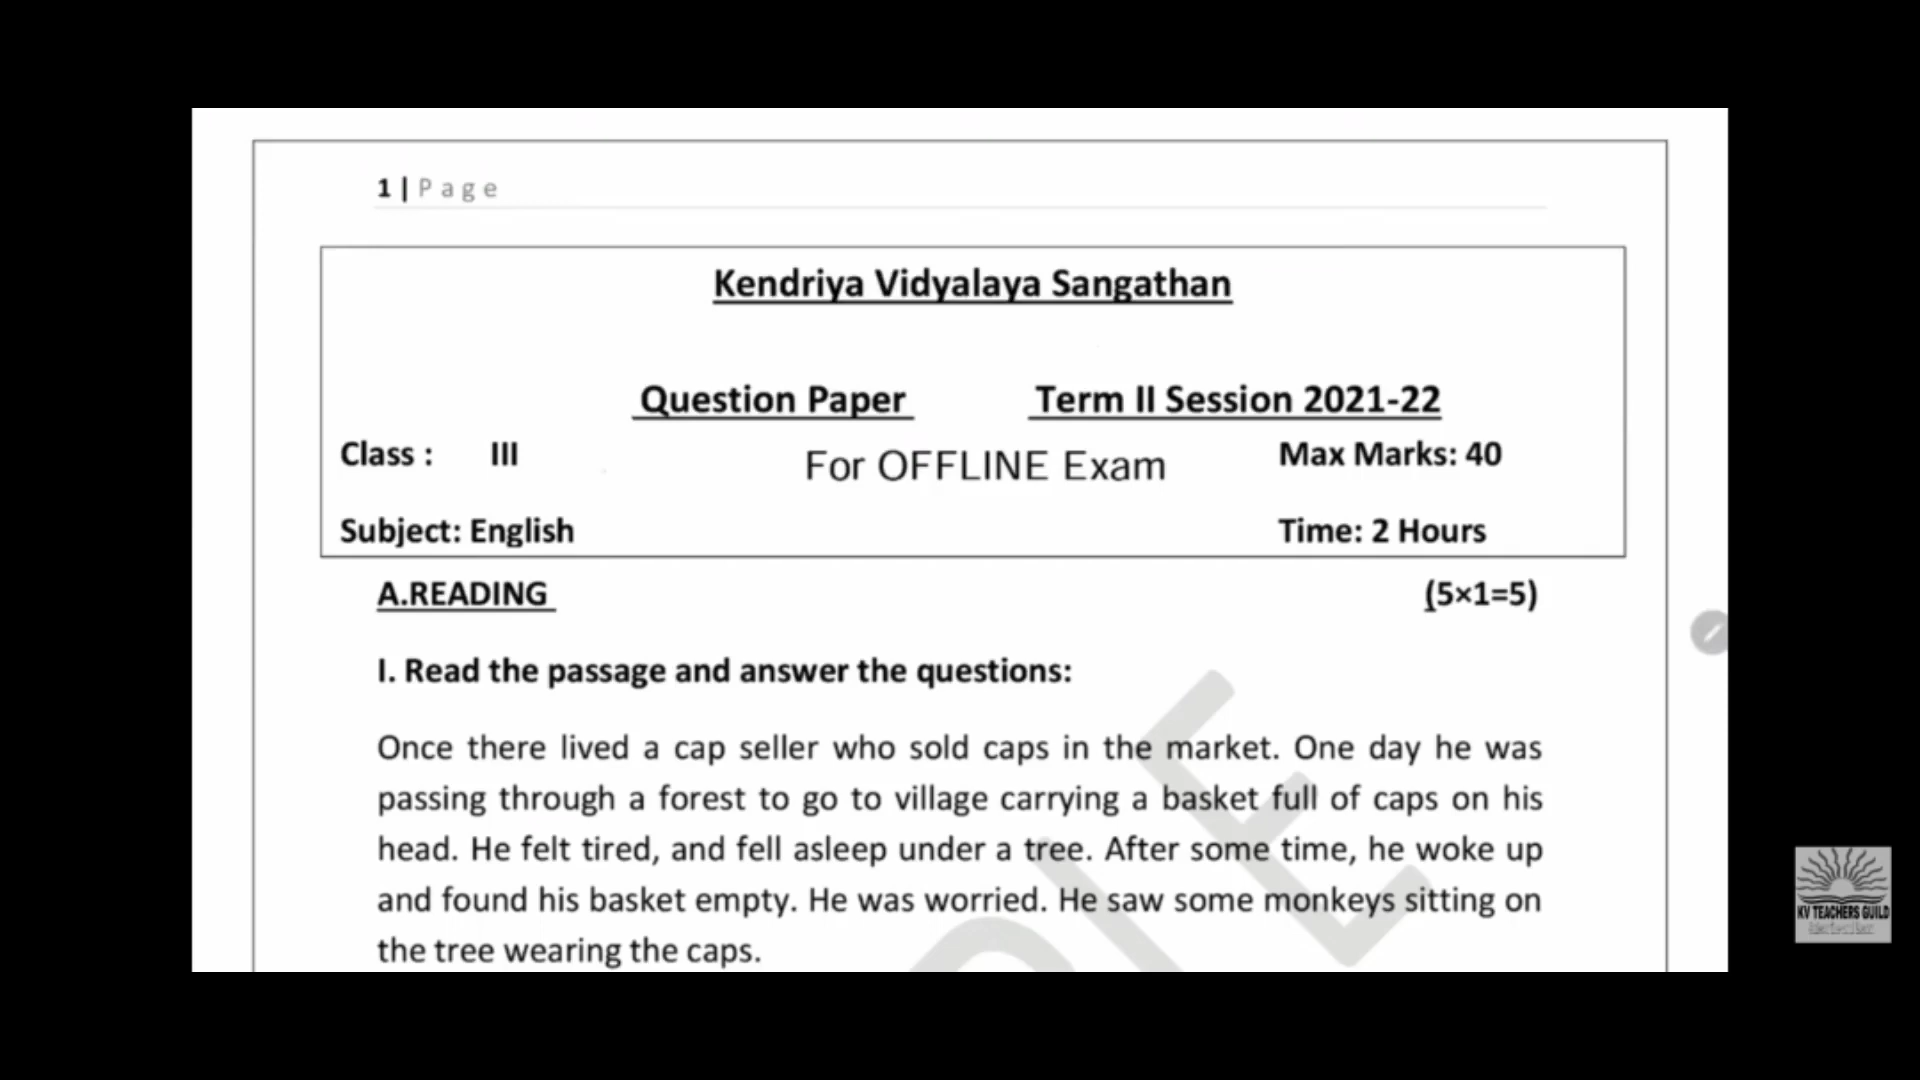 1 | Page
Kendriya Vidyalaya Sangathan
Question Paper Term II Session 2021-22
Class : III For OFFLINE Exam Max Marks: 40
Subject: English Time: 2 Hours
A.READING (5×1=5)
I. Read the passage and answer the questions:
Once there lived a cap seller who sold caps in the market. One day he was
passing through a forest to go to village carrying a basket full of caps on his
head. He felt tired, and fell asleep under a tree. After some time, he woke up
and found his basket empty. He was worried. He saw some monkeys sitting on
the tree wearing the caps.
KV TEACHERS GUILD